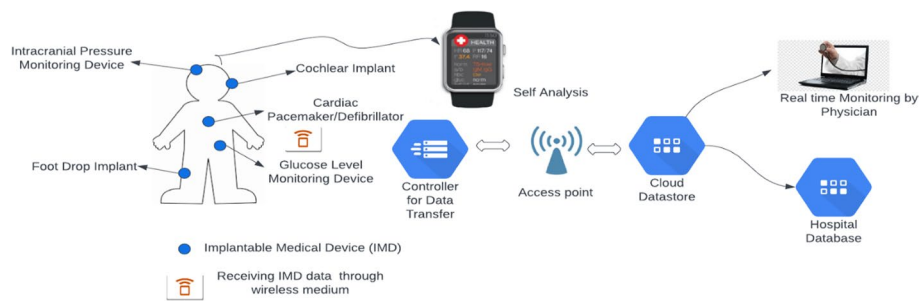 Intracranial Pressure
Monitoring Device
Cochlear Implant
Cardiac
Pacemaker/Defibrillator
Foot Drop Implant
Glucose Level
Monitoring Device
HEALTH
Self Analysis
Controller
for Data
Transfer
Access point
Cloud
Datastore
Real time Monitoring by
Physician
Hospital
Database
Implantable Medical Device (IMD)
Receiving IMD data through
wireless medium